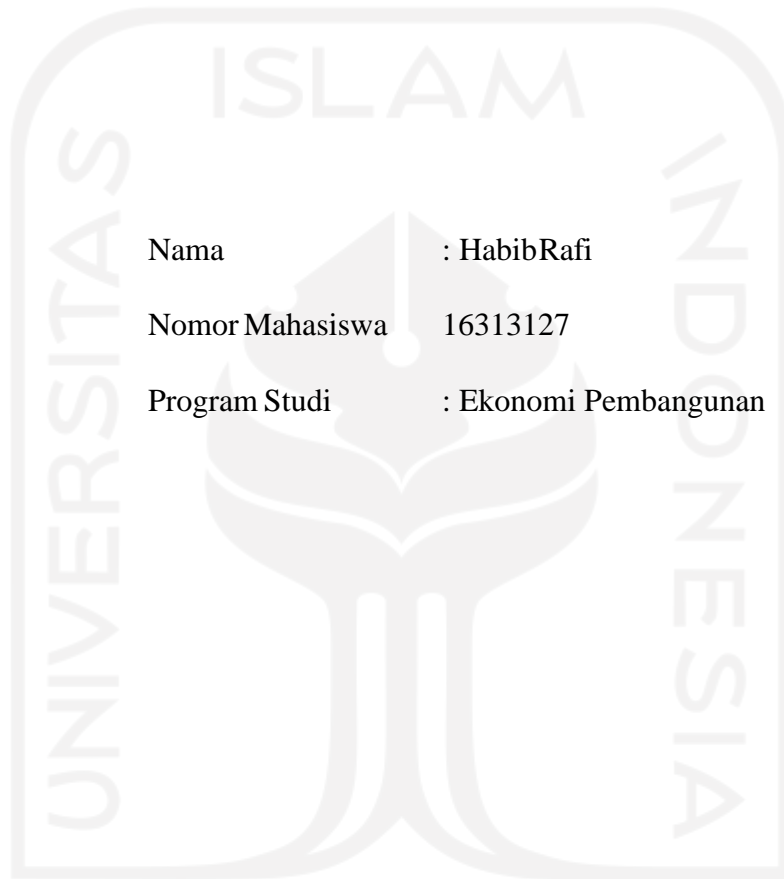 ISLAM
UNIVERSITAS
INDONESIA
Nama : HabibRafi
Nomor Mahasiswa 16313127
Program Studi : Ekonomi Pembangunan